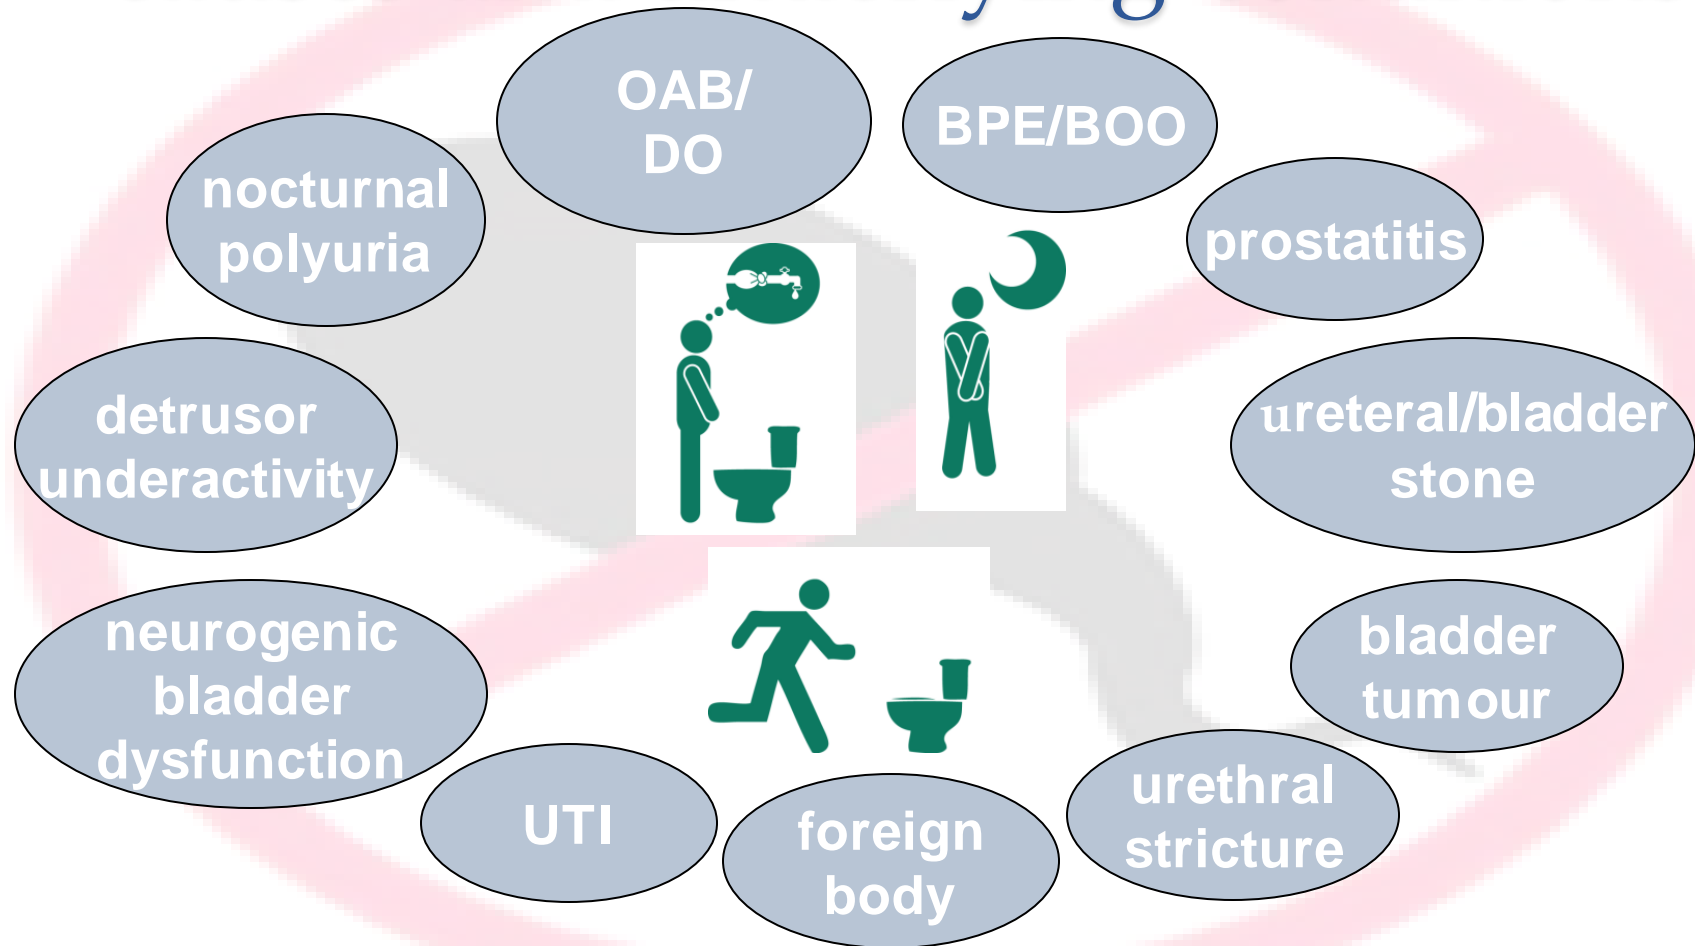 OAB/
DO
BPE/BOO
nocturnal
polyuria
prostatitis
detrusor
underactivity
ureteral/bladder
stone
neurogenic
bladder
dysfunction
bladder
tumour
UTI
foreign
body
urethral
stricture